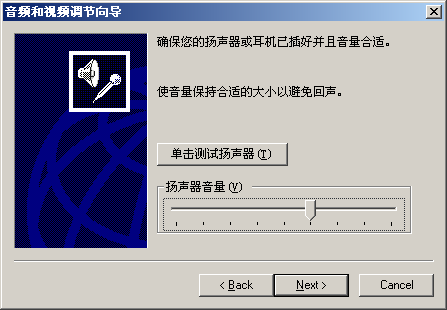 音频和视频调节向导
确保您的扬声器或耳机已插好并且音量合适。
使音量保持合适的大小以避免回声。
单击测试扬声器(T)
扬声器音量(V)
< Back
Next >
Cancel